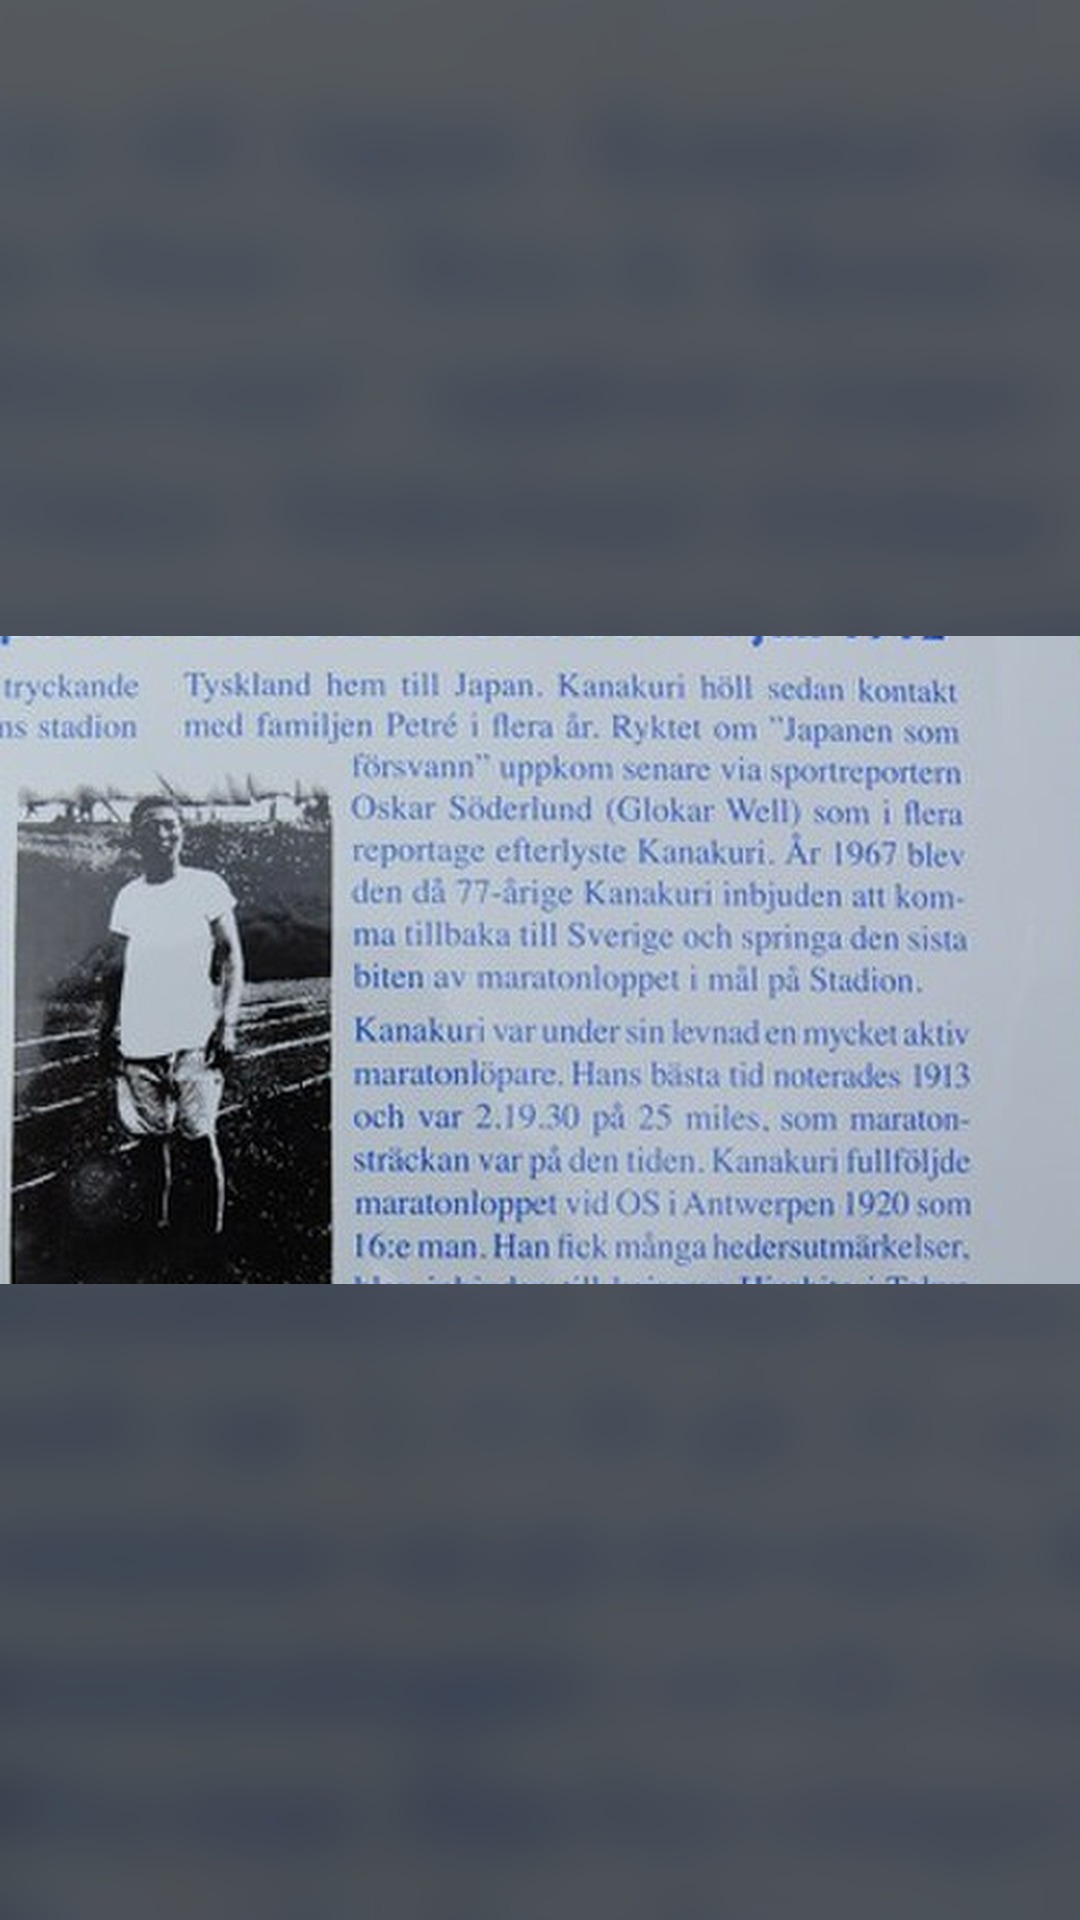 tryckande
ns stadion
Tyskland hem till Japan. Kanakuri höll sedan kontakt
med familjen Petré i flera år. Ryktet om ”Japanen som
försvann” uppkom senare via sportreportern
Oskar Söderlund (Glokar Well) som i flera
reportage efterlyste Kanakuri. År 1967 blev
den då 77-årige Kanakuri inbjuden att kom-
ma tillbaka till Sverige och springa den sista
biten av maratonloppet i mål på Stadion.
Kanakuri var under sin levnad en mycket aktiv
maratonlöpare. Hans bästa tid noterades 1913
och var 2.19.30 på 25 miles, som maraton-
sträckan var på den tiden. Kanakuri fullföljde
maratonloppet vid OS i Antwerpen 1920 som
16:e man. Han fick många hedersutmärkelser,